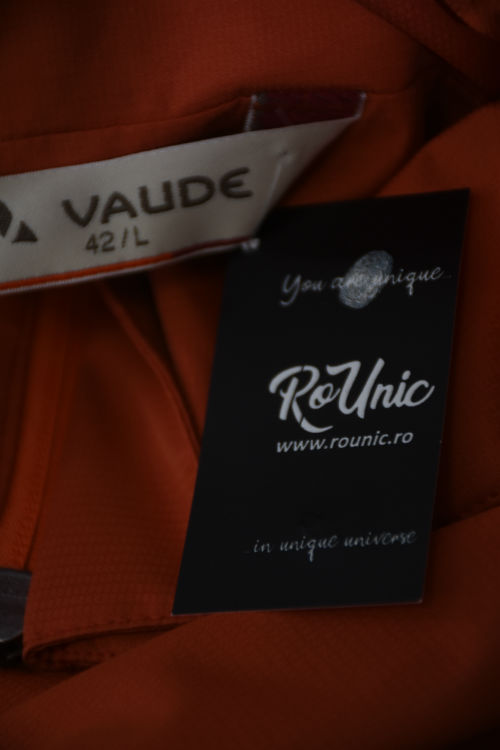 VAUDE
42/L
You are unique...
RoUnic
www.rounic.ro
...in unique universe